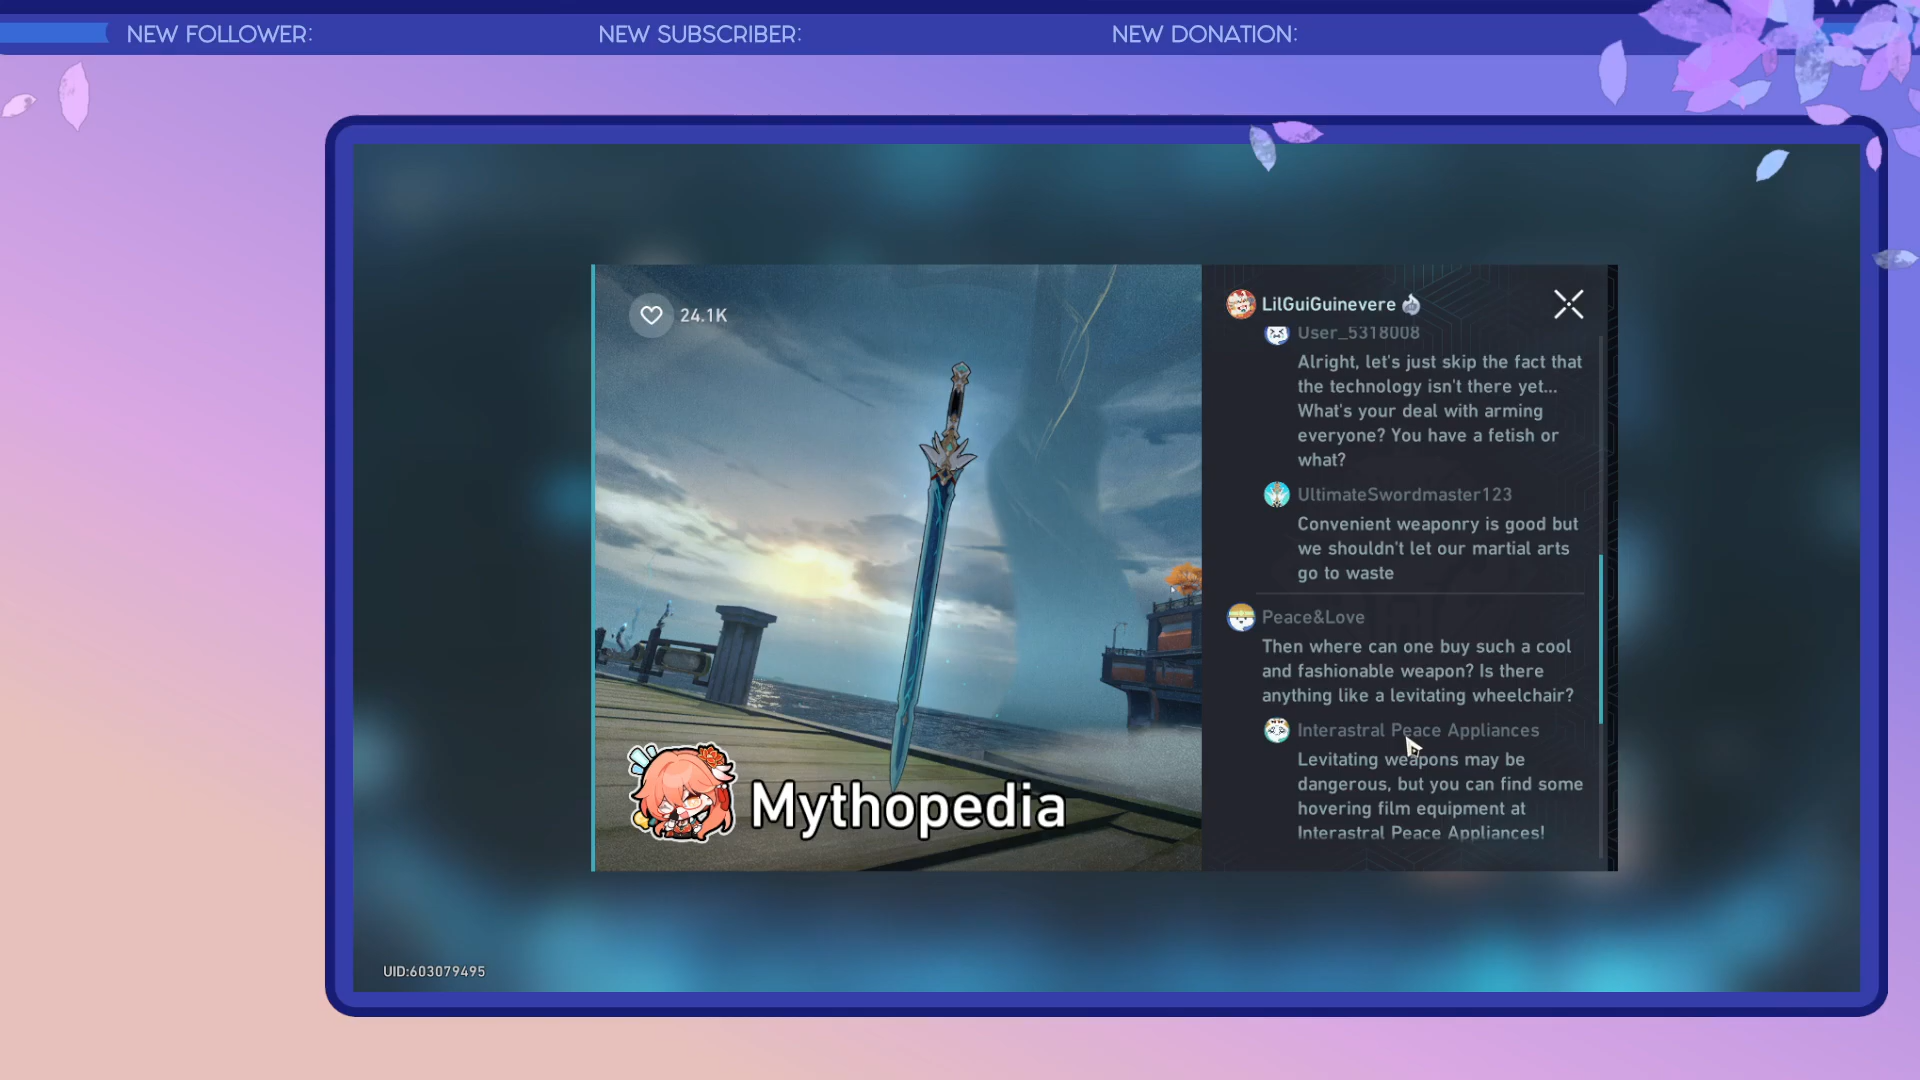 NEW FOLLOWER:
NEW SUBSCRIBER:
NEW DONATION:
24.1K
Mythopedia
LilGuiGuinevere
User_5318008
Alright, let's just skip the fact that
the technology isn't there yet...
What's your deal with arming
everyone? You have a fetish or
what?
UltimateSwordmaster123
Convenient weaponry is good but
we shouldn't let our martial arts
go to waste
Peace&Love
Then where can one buy such a cool
and fashionable weapon? Is there
anything like a levitating wheelchair?
Interastral Peace Appliances
Levitating weapons may be
dangerous, but you can find some
hovering film equipment at
Interastral Peace Appliances!
UID:603079495